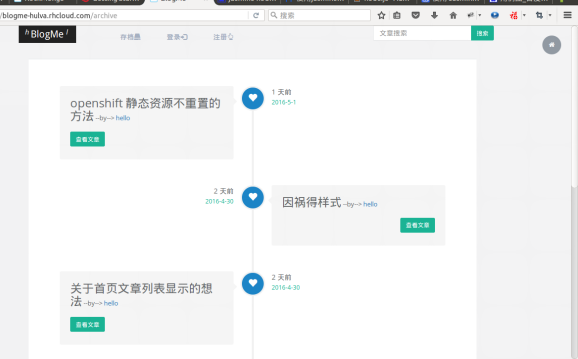 blogme-hulva.rhcloud.com/archive
搜索
BlogMe
存档
登录
注册
文章搜索
搜索
openshift 静态资源不重置的
方法 --by--> hello
查看文章
1 天前
2016-5-1
2 天前
2016-4-30
因祸得样式 --by--> hello
查看文章
关于首页文章列表显示的想
法 --by--> hello
查看文章
2 天前
2016-4-30